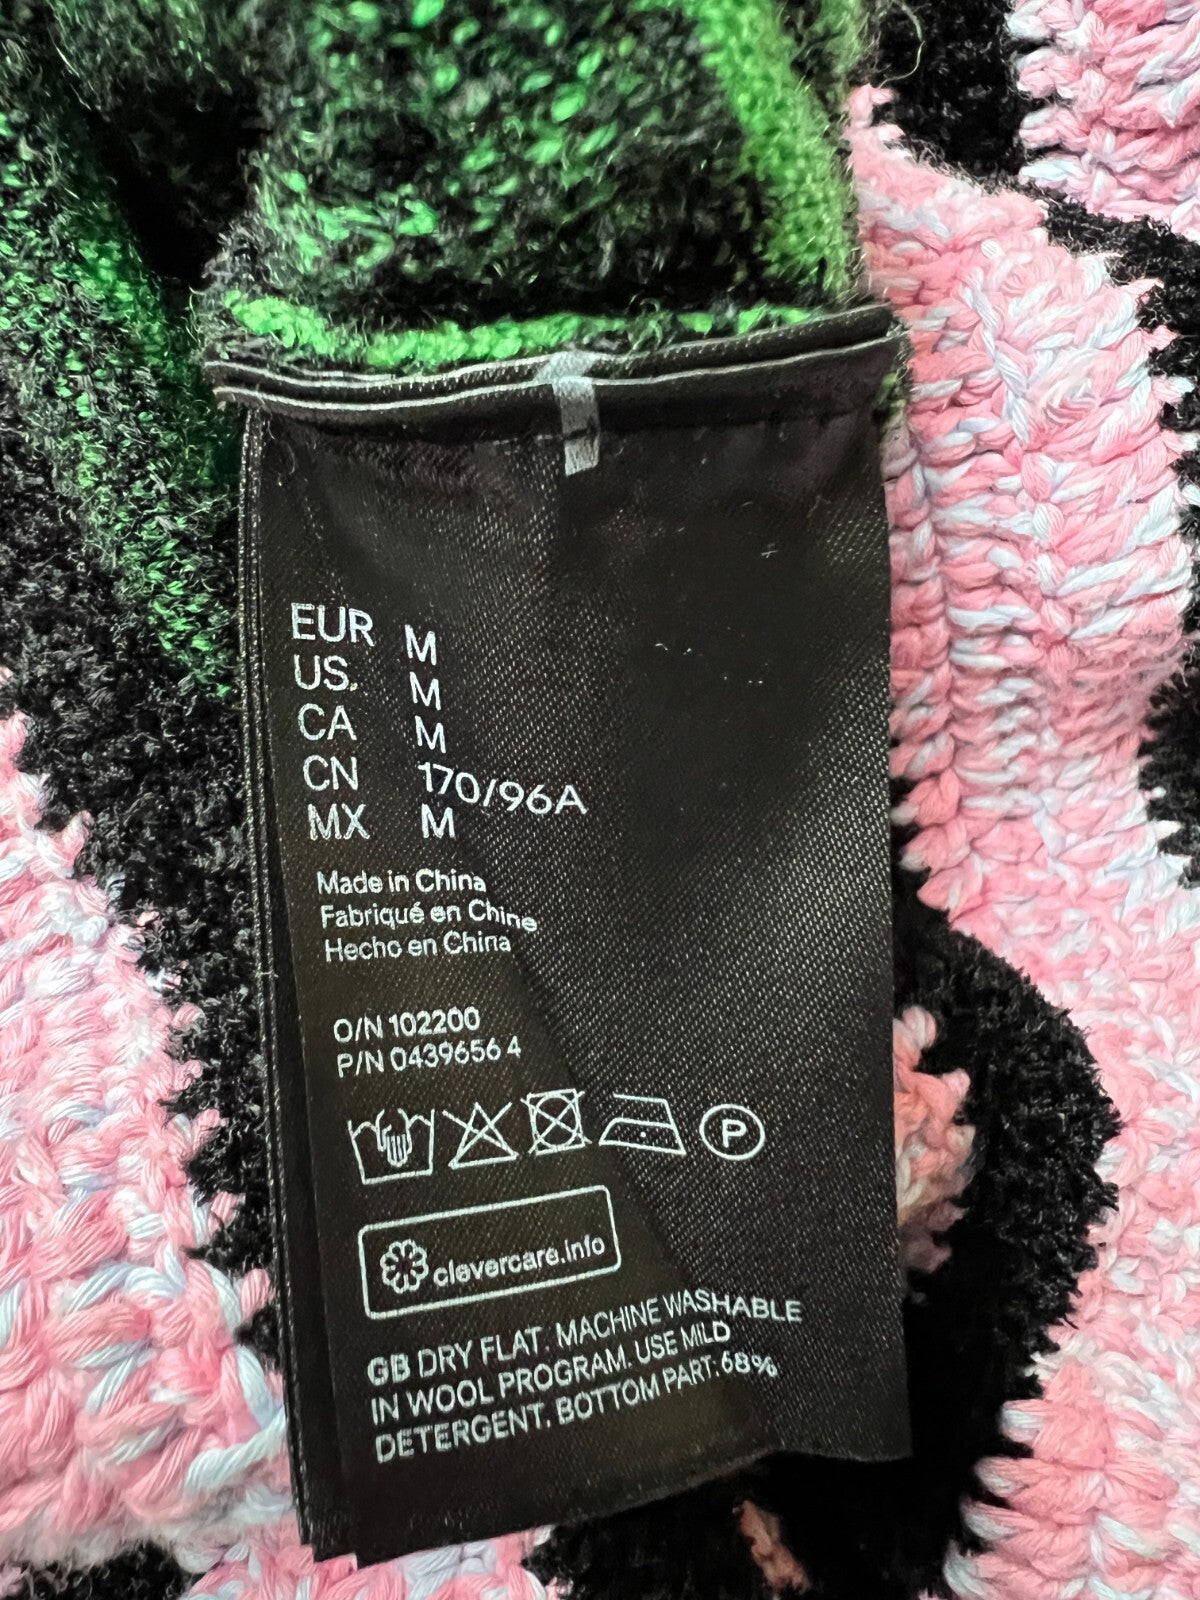 EUR M
US. M
CA M
CN 170/96A
MX M
Made in China
Fabriqué en Chine
Hecho en China
O/N 102200
P/N 0439656 4
P
clevercare.info
GB DRY FLAT. MACHINE WASHABLE
IN WOOL PROGRAM. USE MILD
DETERGENT. BOTTOM PART: 68%